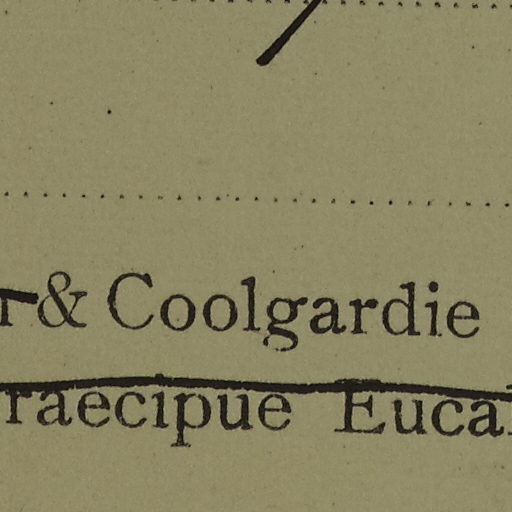 & Coolgardie
raecipue Euca